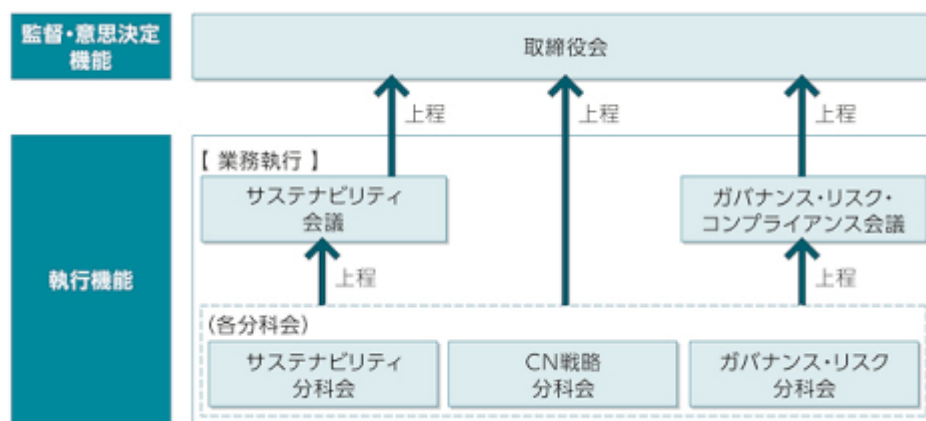 監督・意思決定
機能
取締役会
上程
上程
上程
執行機能
【 業務執行 】
サステナビリティ
会議
ガバナンス・リスク・
コンプライアンス会議
上程
上程
(各分科会)
サステナビリティ
分科会
CN戦略
分科会
ガバナンス・リスク
分科会